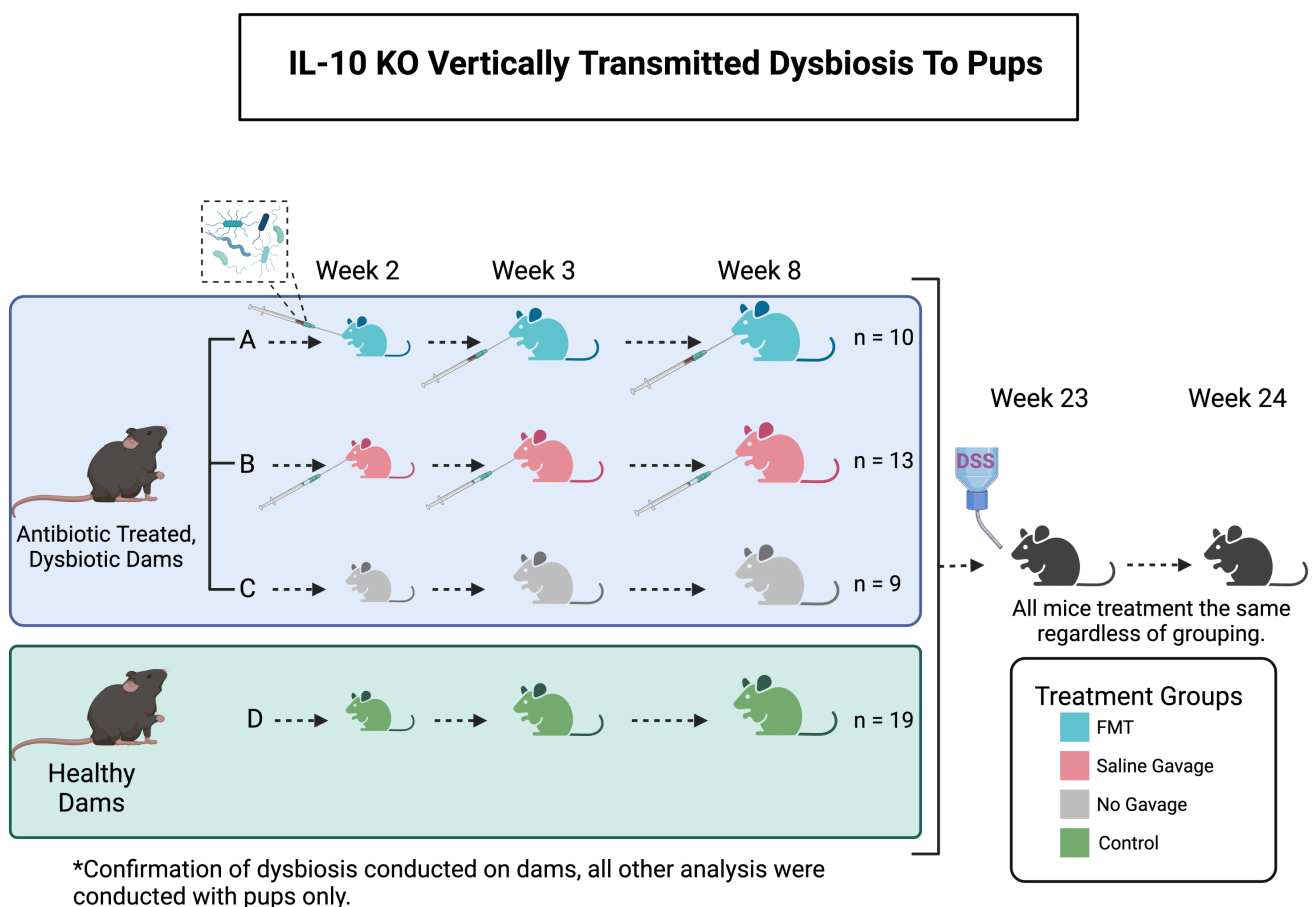 IL-10 KO Vertically Transmitted Dysbiosis To Pups
Week 2
Week 3
Week 8
A
n = 10
Week 23
Week 24
Antibiotic Treated,
Dysbiotic Dams
B
n = 13
DSS
C
n = 9
All mice treatment the same
regardless of grouping.
Healthy
Dams
D
n = 19
Treatment Groups
FMT
Saline Gavage
No Gavage
Control
*Confirmation of dysbiosis conducted on dams, all other analysis were
conducted with pups only.